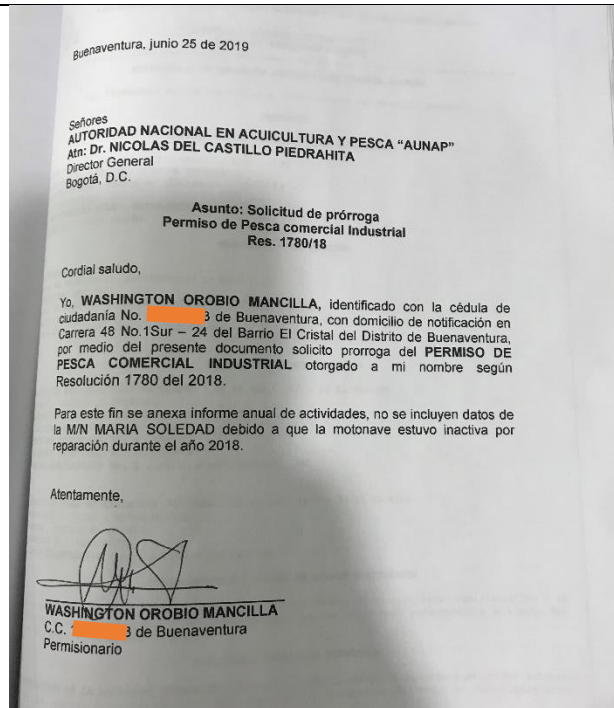 Buenaventura, junio 25 de 2019
Señores
AUTORIDAD NACIONAL EN ACUICULTURA Y PESCA “AUNAP”
Atn: Dr. NICOLAS DEL CASTILLO PIEDRAHITA
Director General
Bogotá, D.C.
Asunto: Solicitud de prórroga
Permiso de Pesca comercial Industrial
Res. 1780/18
Cordial saludo,
Yo, WASHINGTON OROBIO MANCILLA, identificado con la cédula de
ciudadanía No. 3 de Buenaventura, con domicilio de notificación en
Carrera 48 No.1Sur – 24 del Barrio El Cristal del Distrito de Buenaventura,
por medio del presente documento solicito prorroga del PERMISO DE
PESCA COMERCIAL INDUSTRIAL otorgado a mi nombre según
Resolución 1780 del 2018.
Para este fin se anexa informe anual de actividades, no se incluyen datos de
la M/N MARIA SOLEDAD debido a que la motonave estuvo inactiva por
reparación durante el año 2018.
Atentamente,
WASHINGTON OROBIO MANCILLA
C.C. 3 de Buenaventura
Permisionario